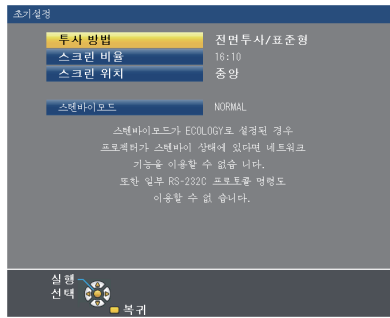 초기설정
투사 방법 전면투사/표준형
스크린 비율 16:10
스크린 위치 중앙
스텐바이모드 NORMAL
스텐바이모드가 ECOLOGY로 설정된 경우
프로젝터가 스텐바이 상태에 있다면 네트워크
기능을 이용할 수 없습 니다.
또한 일부 RS-232C 프로토콜 명령도
이용할 수 없 습니다.
실행
선택
복귀